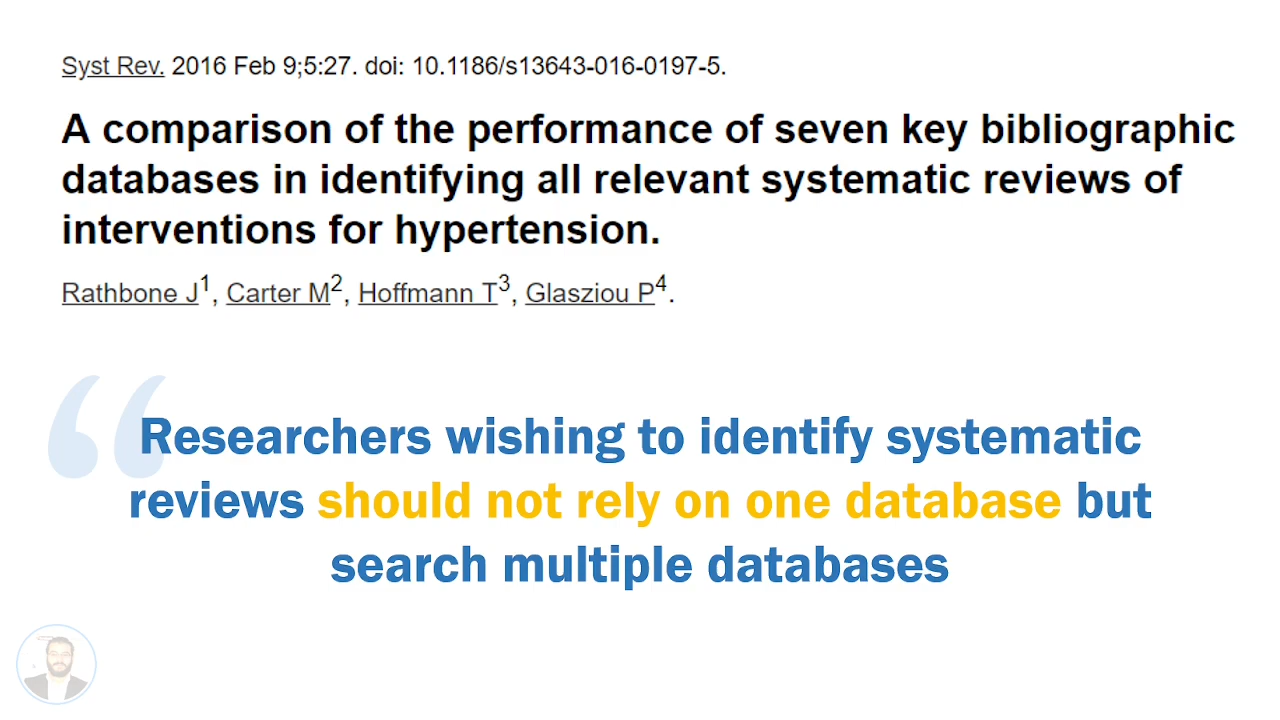 Syst Rev. 2016 Feb 9;5:27. doi: 10.1186/s13643-016-0197-5.
A comparison of the performance of seven key bibliographic
databases in identifying all relevant systematic reviews of
interventions for hypertension.
Rathbone J1, Carter M2, Hoffmann T3, Glasziou P4.
“Researchers wishing to identify systematic
reviews should not rely on one database but
search multiple databases